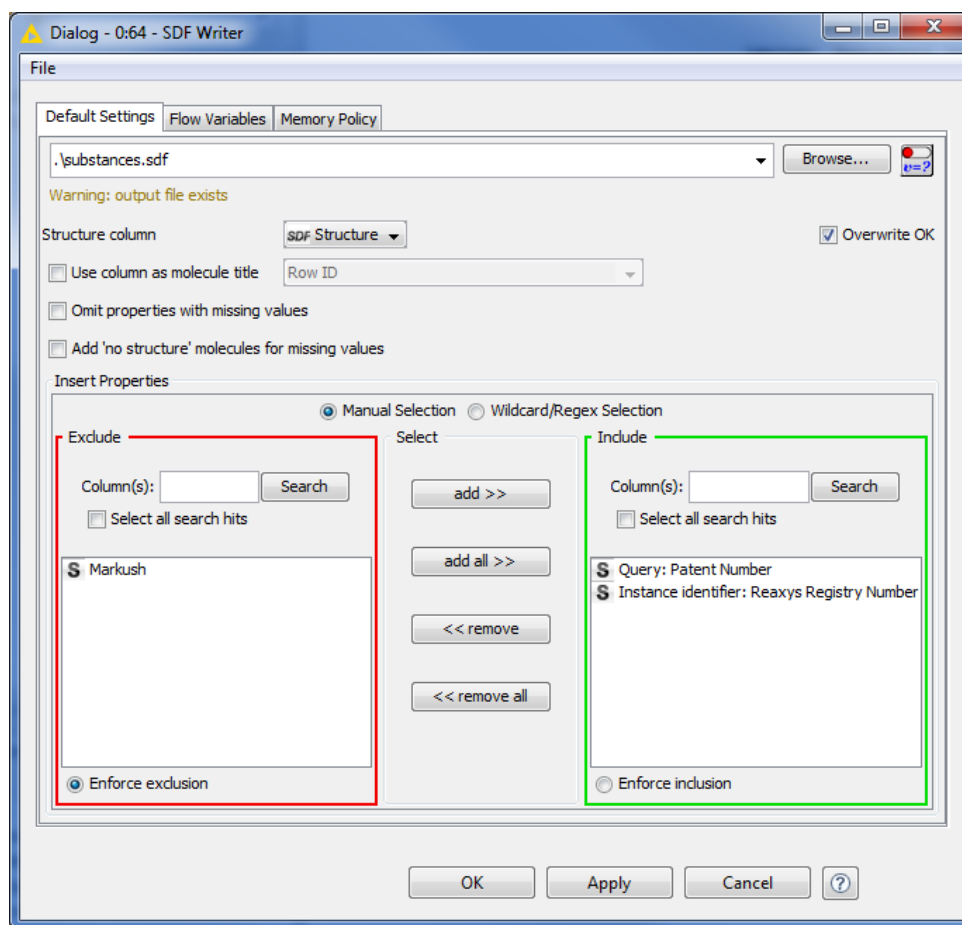 Dialog - 0:64 - SDF Writer
File
Default Settings Flow Variables Memory Policy
.\substances.sdf Browse... v=?
Warning: output file exists
Structure column SDF Structure Overwrite OK
Use column as molecule title Row ID
Omit properties with missing values
Add 'no structure' molecules for missing values
Insert Properties
Manual Selection Wildcard/Regex Selection
Exclude Select Include
Column(s): Search add >> Column(s): Search
Select all search hits Select all search hits
S Markush add all >> S Query: Patent Number
S Instance identifier: Reaxys Registry Number
<< remove
<< remove all
Enforce exclusion Enforce inclusion
OK Apply Cancel ?